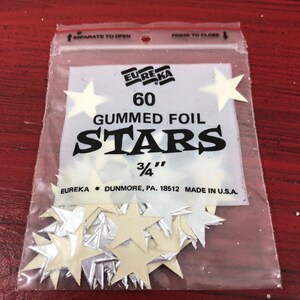 SEPARATE TO OPEN PRESS TO CLOSE
EUREKA
60
GUMMED FOIL
STARS
3/4"
EUREKA • DUNMORE, PA. 18512 MADE IN U.S.A.